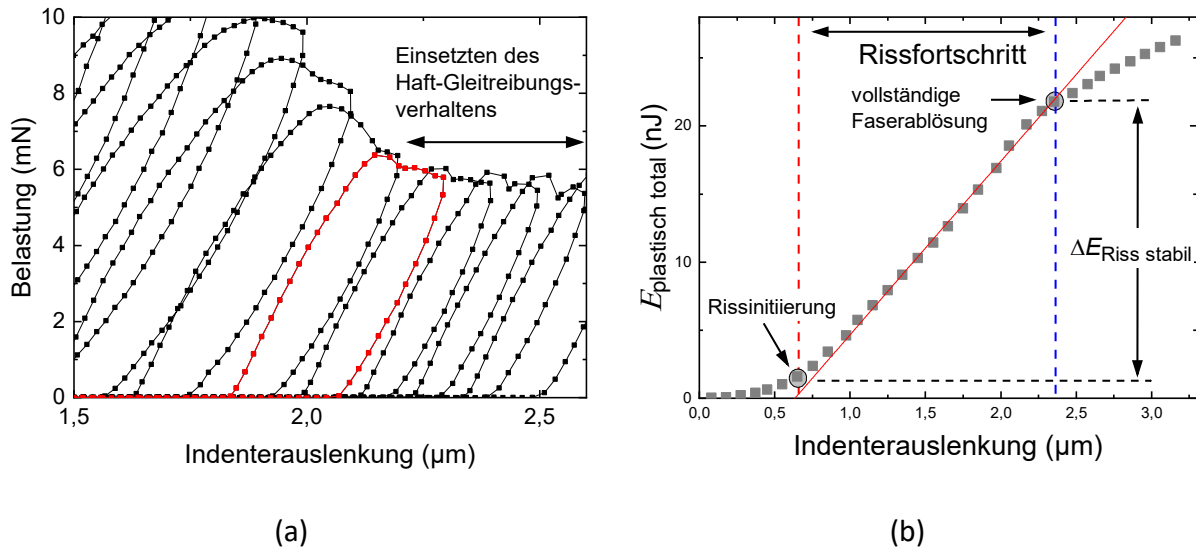 10
8
6
4
2
0
Belastung (mN)
Einsetzten des
Haft-Gleitreibungs-
verhaltens
1,5
2,0
2,5
Indenterauslenkung (µm)
(a)
20
10
0
Eplastisch total (nJ)
Rissfortschritt
vollständige
Faserablösung
Rissinitiierung
ΔERiss stabil
0,0
0,5
1,0
1,5
2,0
2,5
3,0
Indenterauslenkung (µm)
(b)